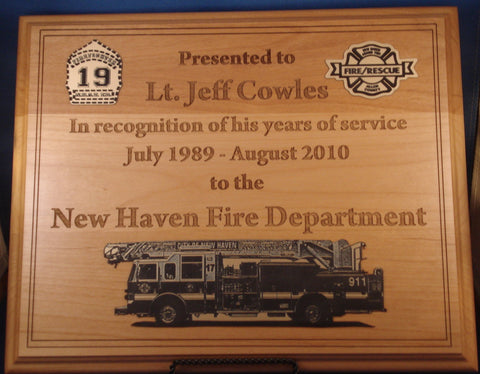 19
FIRE/RESCUE
Presented to
Lt. Jeff Cowles
In recognition of his years of service
July 1989 - August 2010
to the
New Haven Fire Department
CITY OF NEW HAVEN
17
911